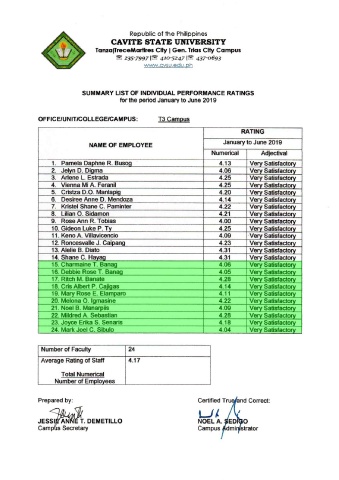 Republic of the Philippines
CAVITE STATE UNIVERSITY
Tanza|TreceMartires City | Gen. Trias City Campus
☏ 235-7997 |☏ 410-5247 |☏ 437-0693
www.cvsu.edu.ph
SUMMARY LIST OF INDIVIDUAL PERFORMANCE RATINGS
for the period January to June 2019
OFFICE/UNIT/COLLEGE/CAMPUS: T3 Campus
NAME OF EMPLOYEE
RATING
January to June 2019
Numerical Adjectival
1. Pamela Daphne R. Busog 4.13 Very Satisfactory
2. Jelyn D. Digma 4.06 Very Satisfactory
3. Arlene L. Estrada 4.25 Very Satisfactory
4. Vienna Mi A. Feranil 4.25 Very Satisfactory
5. Cristza D.O. Manlapig 4.20 Very Satisfactory
6. Desiree Anne D. Mendoza 4.14 Very Satisfactory
7. Kristel Shane C. Paminter 4.22 Very Satisfactory
8. Lilian O. Sidamon 4.21 Very Satisfactory
9. Rose Ann R. Tobias 4.00 Very Satisfactory
10. Gideon Luke P. Ty 4.25 Very Satisfactory
11. Keno A. Villavicencio 4.09 Very Satisfactory
12. Roncesvalle J. Caipang 4.23 Very Satisfactory
13. Alelie B. Diato 4.31 Very Satisfactory
14. Shane C. Hayag 4.31 Very Satisfactory
15. Charmaine T. Banag 4.06 Very Satisfactory
16. Debbie Rose T. Banag 4.05 Very Satisfactory
17. Ritch M. Banate 4.28 Very Satisfactory
18. Cris Albert P. Cajigas 4.14 Very Satisfactory
19. Mary Rose E. Elamparo 4.11 Very Satisfactory
20. Melona O. Igmasine 4.22 Very Satisfactory
21. Noel B. Manarpiis 4.09 Very Satisfactory
22. Mildred A. Sebastian 4.28 Very Satisfactory
23. Joyce Erika S. Senaris 4.18 Very Satisfactory
24. Mark Joel C. Sibulo 4.04 Very Satisfactory
Number of Faculty 24
Average Rating of Staff 4.17
Total Numerical
Number of Employees
Prepared by: Certified True and Correct:
JESSIE ANNE T. DEMETILLO NOEL A. SEDIGO
Campus Secretary Campus Administrator